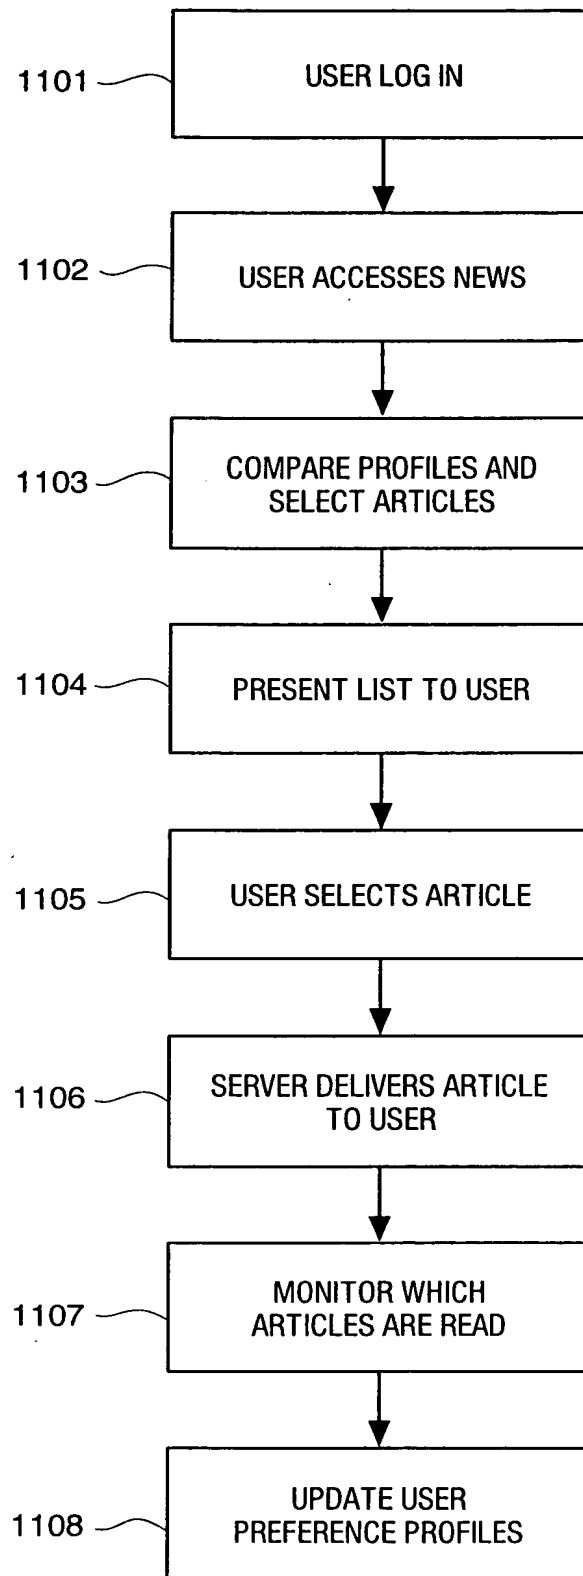 1101
USER LOG IN
1102
USER ACCESSES NEWS
1103
COMPARE PROFILES AND
SELECT ARTICLES
1104
PRESENT LIST TO USER
1105
USER SELECTS ARTICLE
1106
SERVER DELIVERS ARTICLE
TO USER
1107
MONITOR WHICH
ARTICLES ARE READ
1108
UPDATE USER
PREFERENCE PROFILES